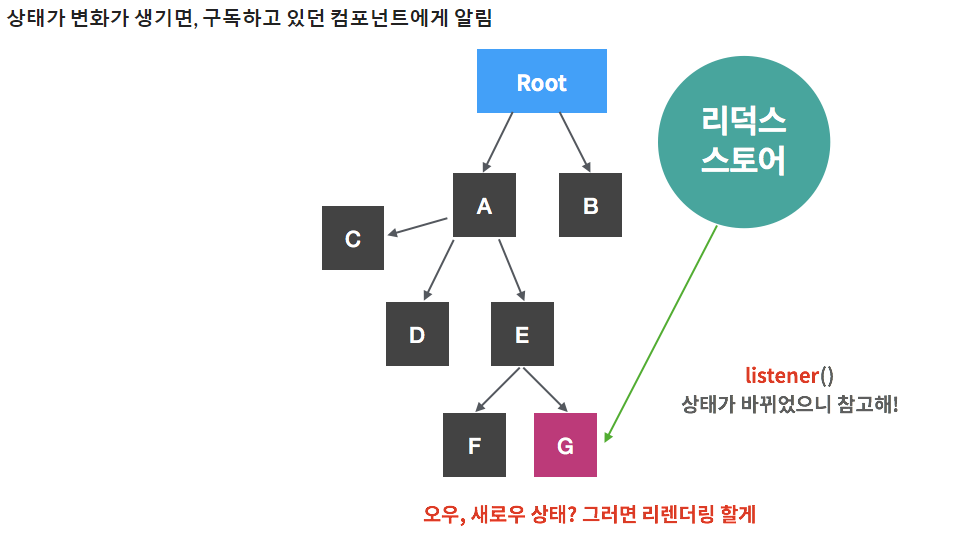 상태가 변화가 생기면, 구독하고 있던 컴포넌트에게 알림
Root
리덕스
스토어
A
B
C
D
E
listener()
상태가 바뀌었으니 참고해!
F
G
오우, 새로우 상태? 그러면 리렌더링 할게